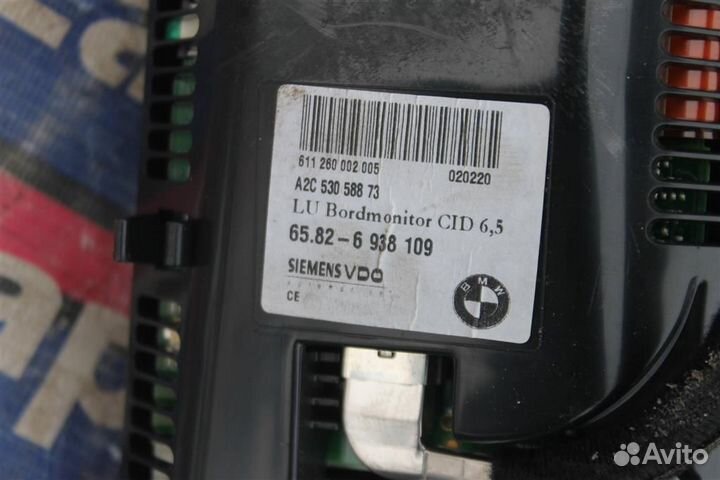 611 260 002 005
020220
A2C 530 588 73
LU Bordmonitor CID 6,5
65.82-6 938 109
SIEMENS VDO
CE
BMW
Avito